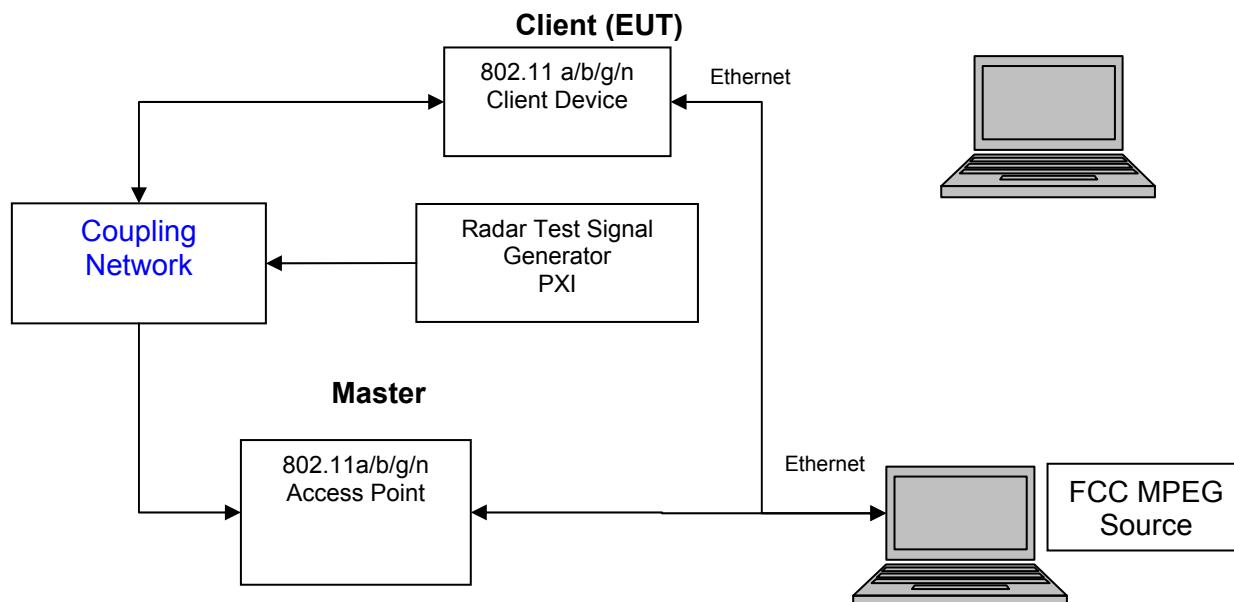 Client (EUT)
802.11 a/b/g/n
Client Device
Ethernet
Coupling
Network
Radar Test Signal
Generator
PXI
Master
802.11a/b/g/n
Access Point
Ethernet
FCC MPEG
Source